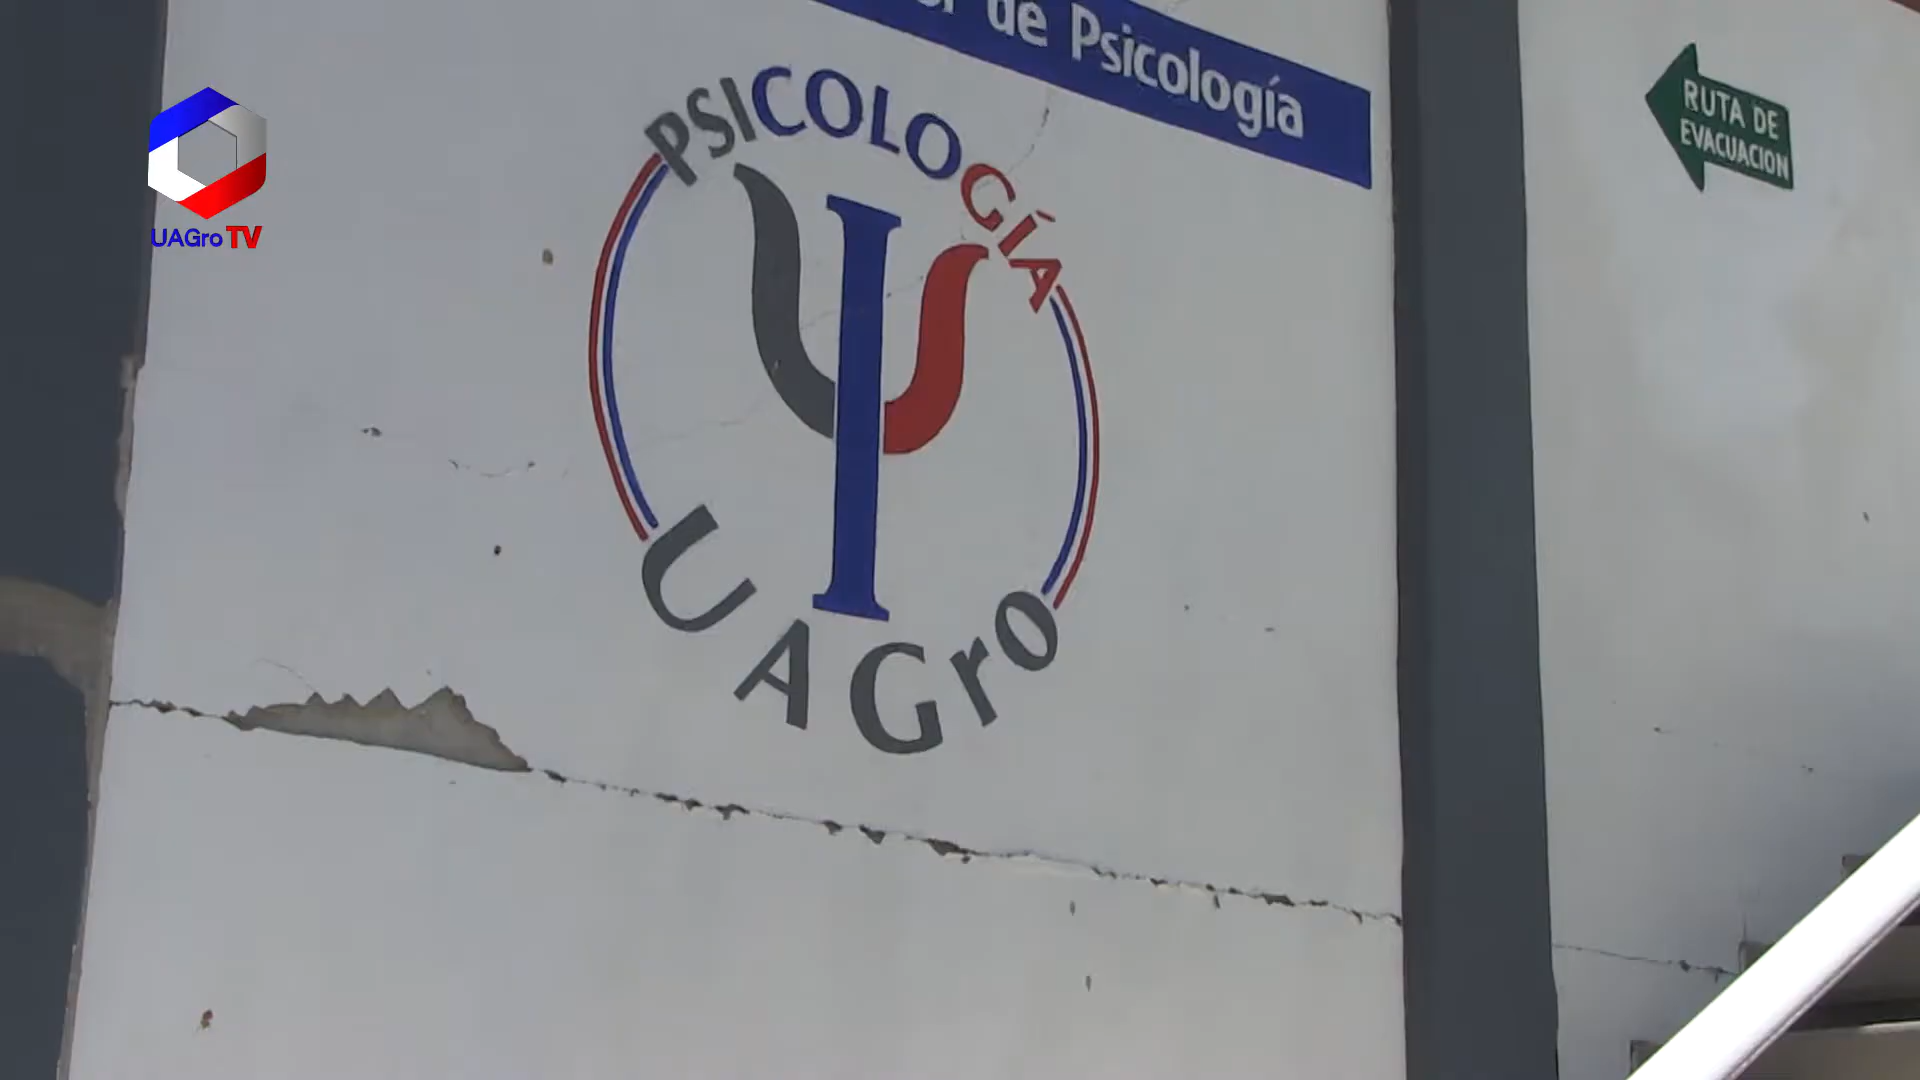 de Psicología
RUTA DE
EVACUACION
PSICOLOGÍA
UAGro
UAGro TV